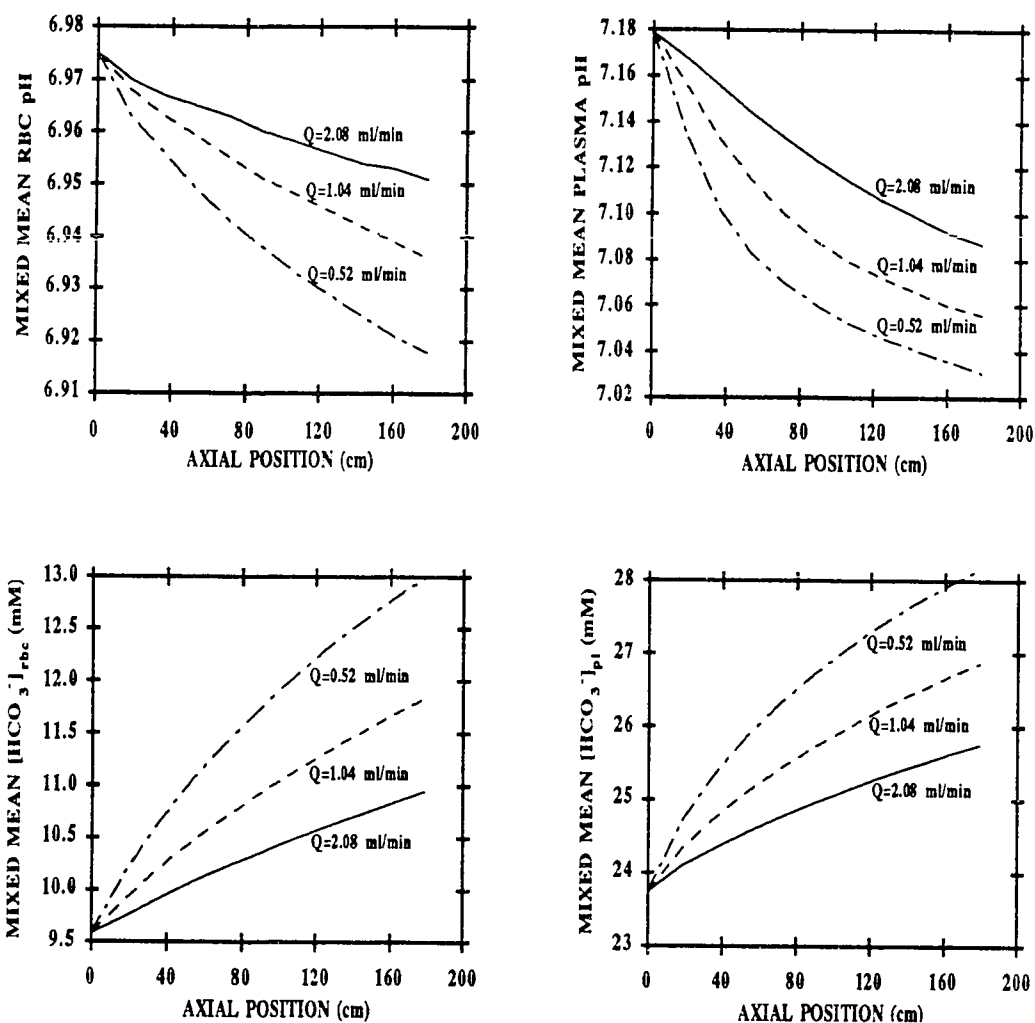 MIXED MEAN RBC pH
6.98
6.97
6.96
6.95
6.94
6.93
6.92
6.91
Q=2.08 ml/min
Q=1.04 ml/min
Q=0.52 ml/min
0 40 80 120 160 200
AXIAL POSITION (cm)
MIXED MEAN PLASMA pH
7.18
7.16
7.14
7.12
7.10
7.08
7.06
7.04
7.02
Q=2.08 ml/min
Q=1.04 ml/min
Q=0.52 ml/min
0 40 80 120 160 200
AXIAL POSITION (cm)
MIXED MEAN [HCO₃⁻]rbc (mM)
13.0
12.5
12.0
11.5
11.0
10.5
10.0
9.5
Q=0.52 ml/min
Q=1.04 ml/min
Q=2.08 ml/min
0 40 80 120 160 200
AXIAL POSITION (cm)
MIXED MEAN [HCO₃⁻]pl (mM)
28
27
26
25
24
23
Q=0.52 ml/min
Q=1.04 ml/min
Q=2.08 ml/min
0 40 80 120 160 200
AXIAL POSITION (cm)